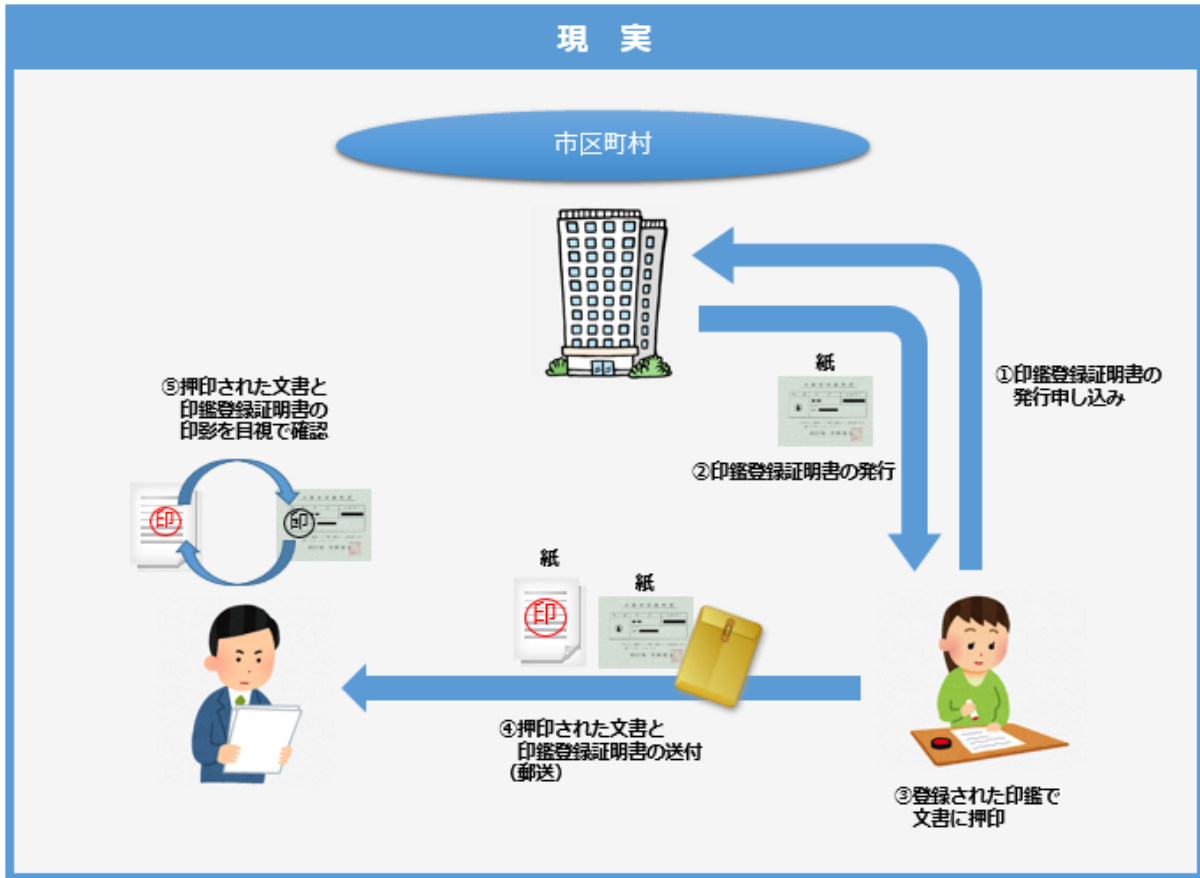 現 実
市区町村
①印鑑登録証明書の
発行申し込み
紙
②印鑑登録証明書の発行
⑤押印された文書と
印鑑登録証明書の
印影を目視で確認
印
印
紙
紙
印
④押印された文書と
印鑑登録証明書の送付
（郵送）
③登録された印鑑で
文書に押印